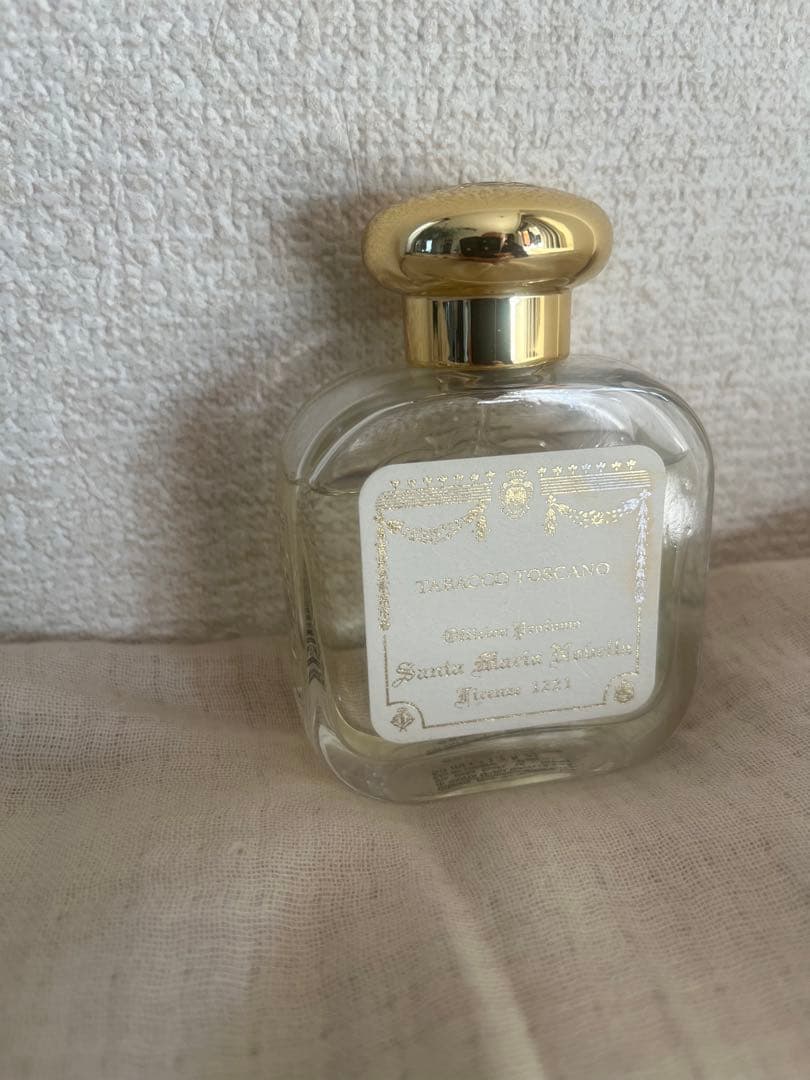 TABACCO TOSCANO
Officina Profumo
Santa Maria Novella
Firenze 1221